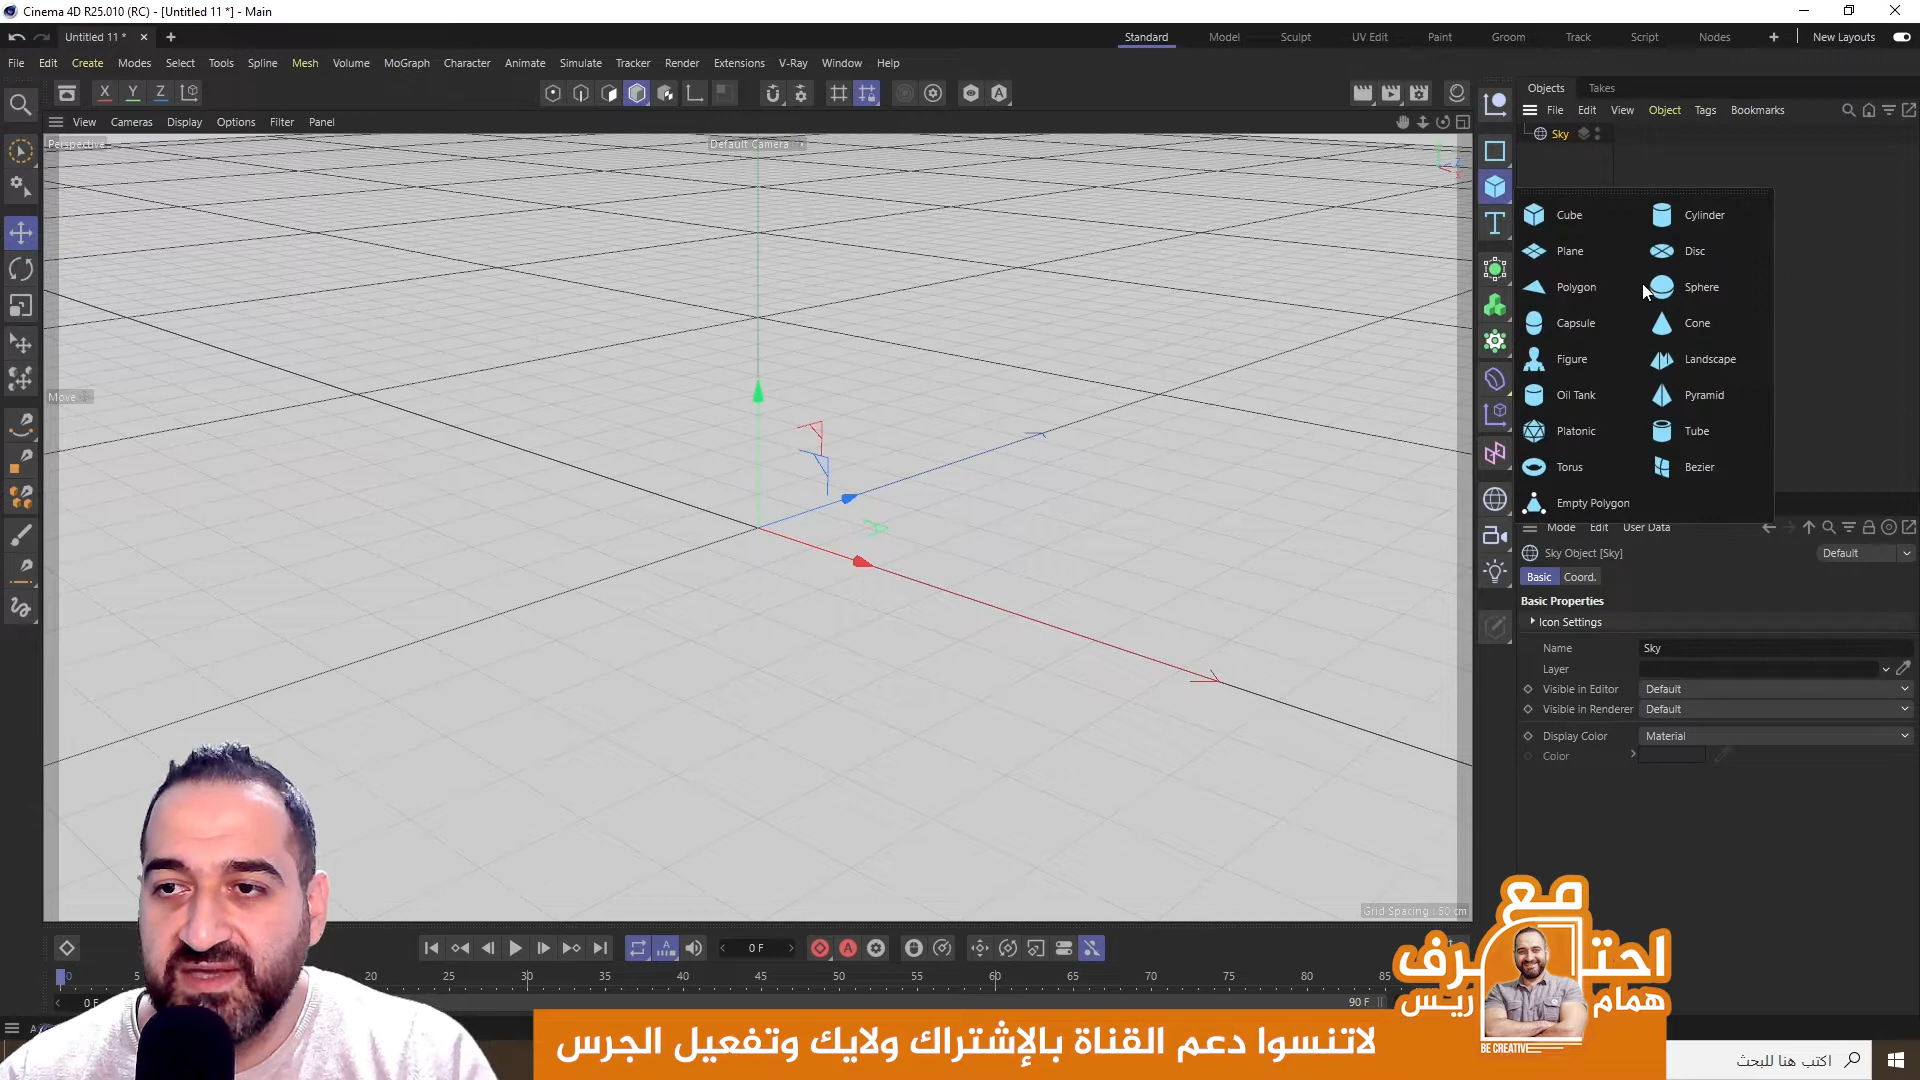 Cinema 4D R25.010 (RC) - [Untitled 11 *] - Main
Untitled 11 *
Standard Model Sculpt UV Edit Paint Groom Track Script Nodes New Layouts
File Edit Create Modes Select Tools Spline Mesh Volume MoGraph Character Animate Simulate Tracker Render Extensions V-Ray Window Help
X Y Z
Objects Takes
File Edit View Object Tags Bookmarks
View Cameras Display Options Filter Panel
Sky
Perspective
Default Camera
Cube Cylinder
Plane Disc
Polygon Sphere
Capsule Cone
Figure Landscape
Oil Tank Pyramid
Platonic Tube
Torus Bezier
Empty Polygon
Move
Mode Edit User Data
Sky Object [Sky]
Default
Basic Coord.
Basic Properties
Icon Settings
Name Sky
Layer
Visible in Editor Default
Visible in Renderer Default
Display Color Material
Color
Grid Spacing : 50 cm
0 F
0 5 20 25 30 35 40 45 50 55 60 65 70 75 80 85
0 F
90 F
مع
احترف
همام ريس
BE CREATIVE
لاتنسوا دعم القناة بالإشتراك ولايك وتفعيل الجرس
اكتب هنا للبحث